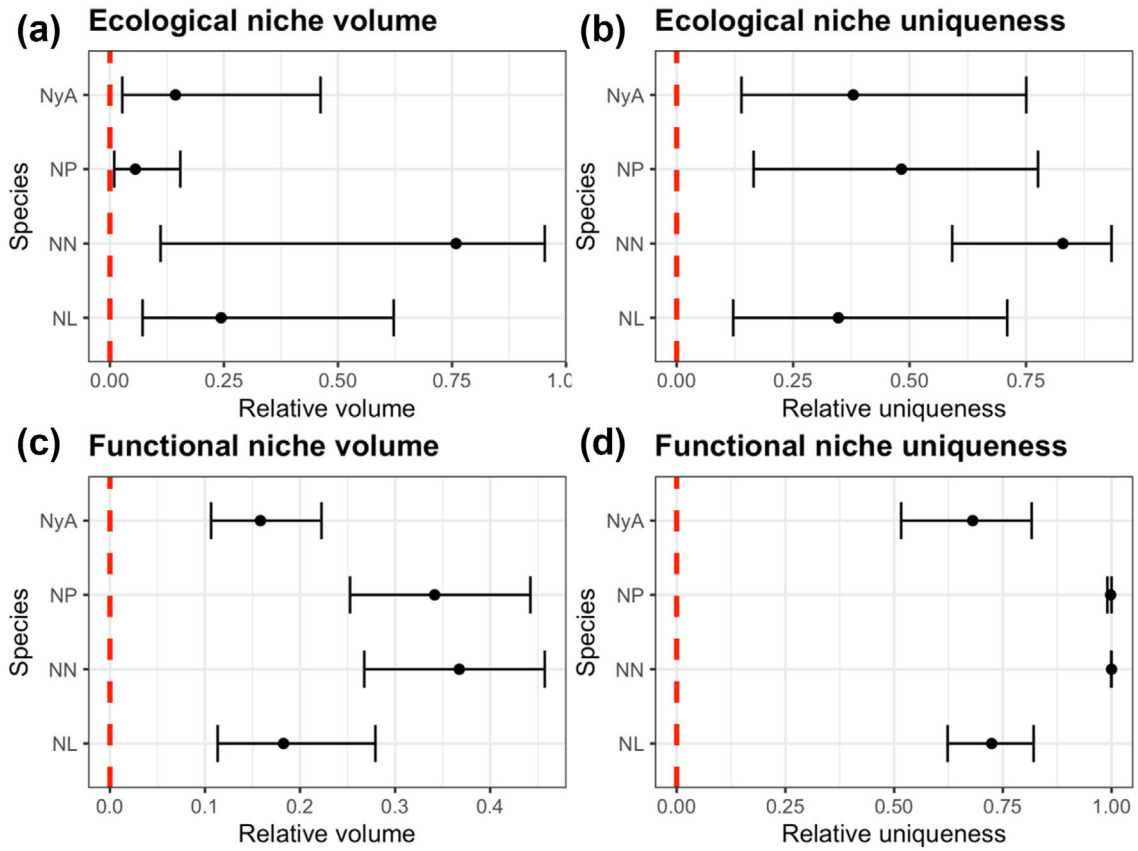 (a) Ecological niche volume
NyA
NP
NN
NL
Species
0.00 0.25 0.50 0.75 1.0
Relative volume
(b) Ecological niche uniqueness
NyA
NP
NN
NL
Species
0.00 0.25 0.50 0.75
Relative uniqueness
(c) Functional niche volume
NyA
NP
NN
NL
Species
0.0 0.1 0.2 0.3 0.4
Relative volume
(d) Functional niche uniqueness
NyA
NP
NN
NL
Species
0.00 0.25 0.50 0.75 1.00
Relative uniqueness